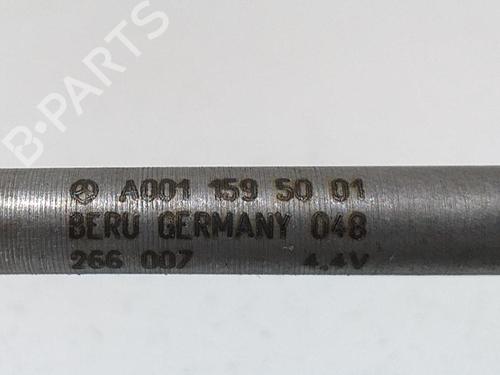 B-PARTS
A001 159 50 01
BERU GERMANY 048
266 007 4,4V